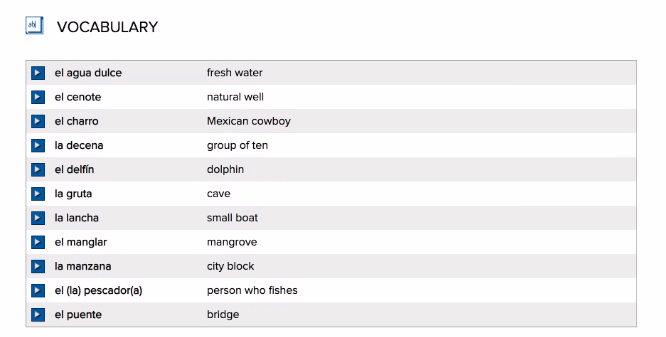 abl VOCABULARY
el agua dulce fresh water
el cenote natural well
el charro Mexican cowboy
la decena group of ten
el delfín dolphin
la gruta cave
la lancha small boat
el manglar mangrove
la manzana city block
el (la) pescador(a) person who fishes
el puente bridge